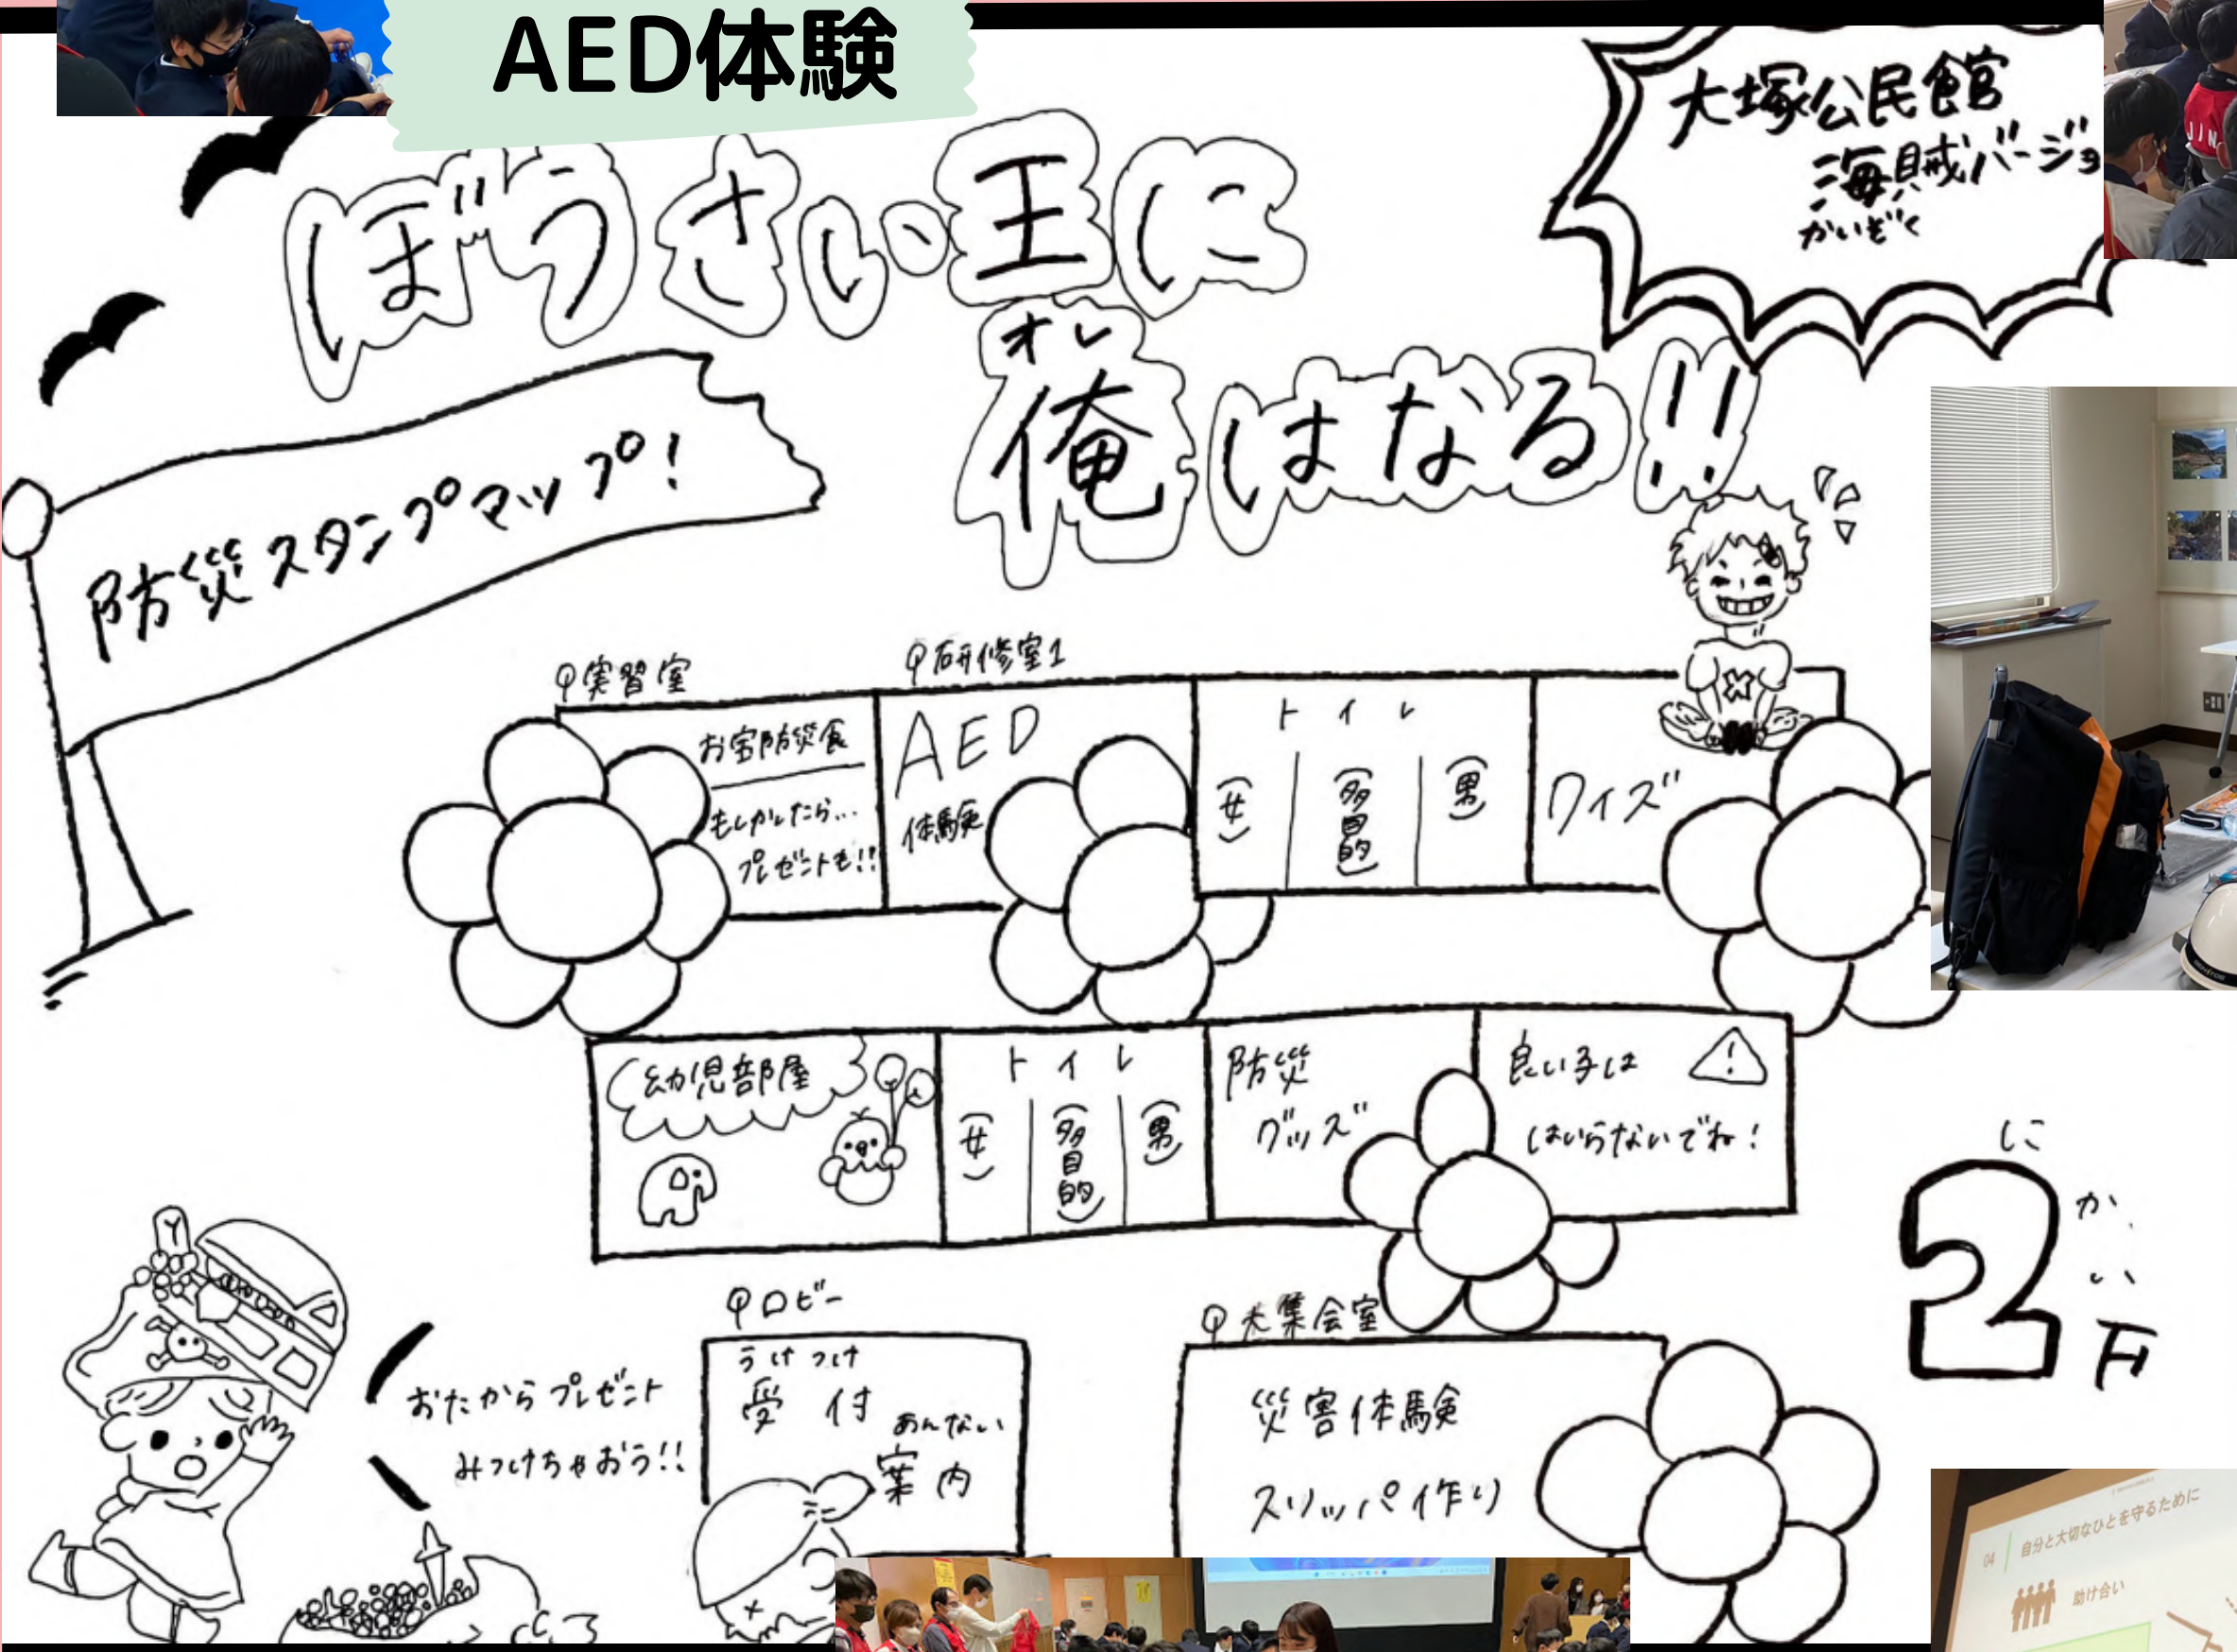 AED体験
大塚公民館
海賊バージョ
かいぞく
ぼうさい王に
オレ
俺はなる!!
防災スタンプマップ!
実習室
研修室1
お宝防災食
もしかしたら…
プレゼントも!!
AED
体験
トイレ
(女)
(多目的)
(男)
クイズ
幼児部屋
トイレ
(女)
(多目的)
(男)
防災
グッズ
良い子は
はいらないでね!
に
2
かい
ロビー
うけつけ
受付
あんない
案内
おたからプレゼント
みつけちゃおう!!
大集会室
災害体験
スリッパ作り
04
自分と大切なひとを守るために
助け合い